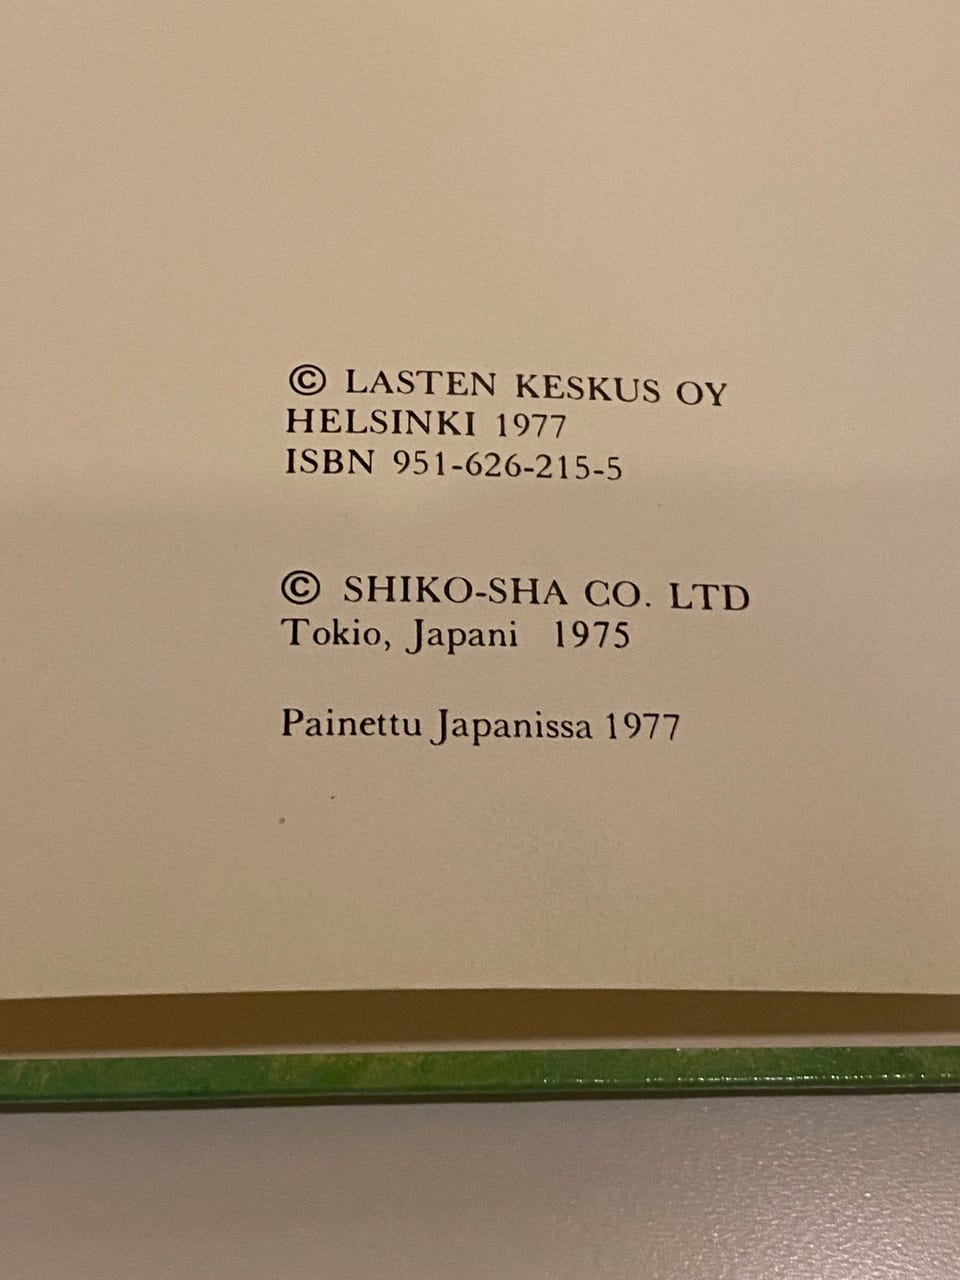 © LASTEN KESKUS OY
HELSINKI 1977
ISBN 951-626-215-5
© SHIKO-SHA CO. LTD
Tokio, Japani 1975
Painettu Japanissa 1977